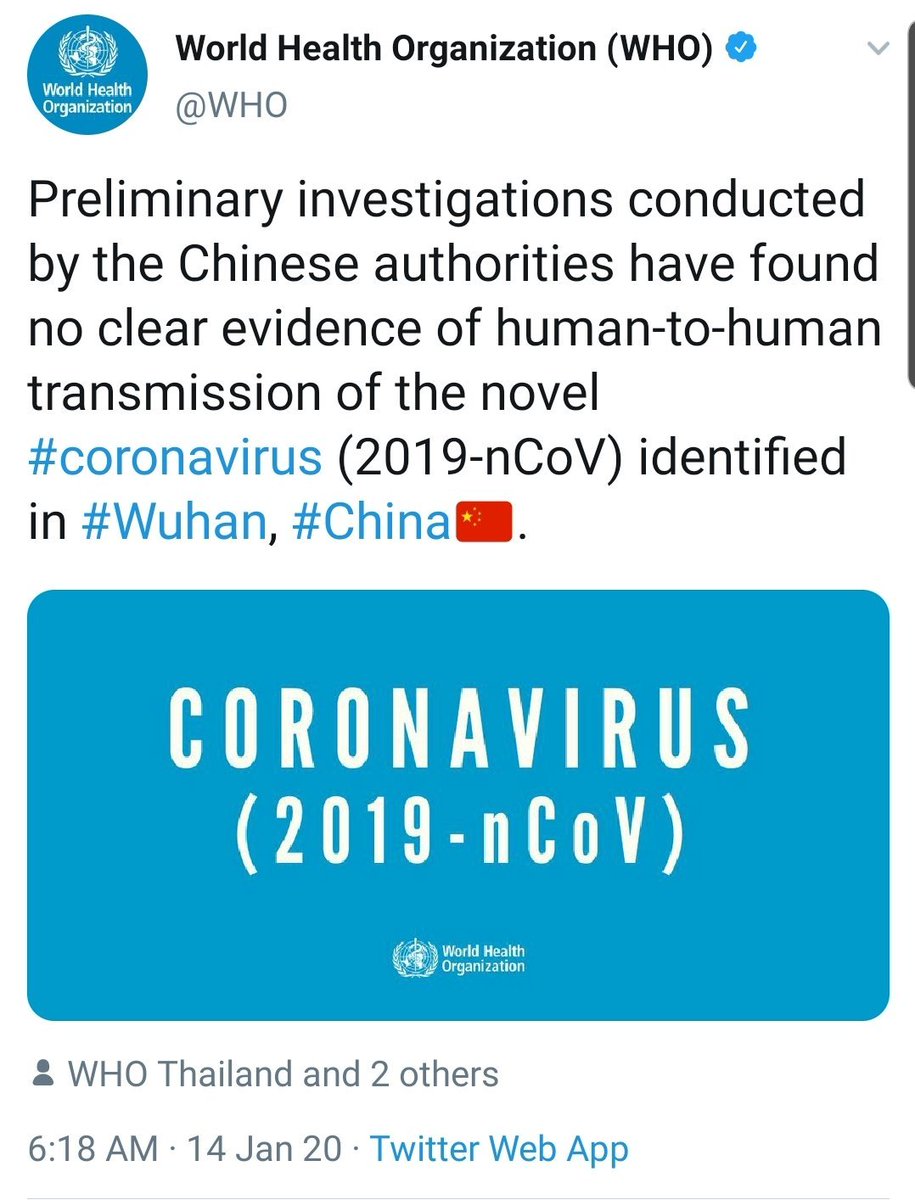 World Health Organization (WHO)
World Health
Organization
@WHO
Preliminary investigations conducted
by the Chinese authorities have found
no clear evidence of human-to-human
transmission of the novel
#coronavirus (2019-nCoV) identified
in #Wuhan, #China🇨🇳.
CORONAVIRUS
(2019-nCoV)
World Health
Organization
WHO Thailand and 2 others
6:18 AM · 14 Jan 20 · Twitter Web App